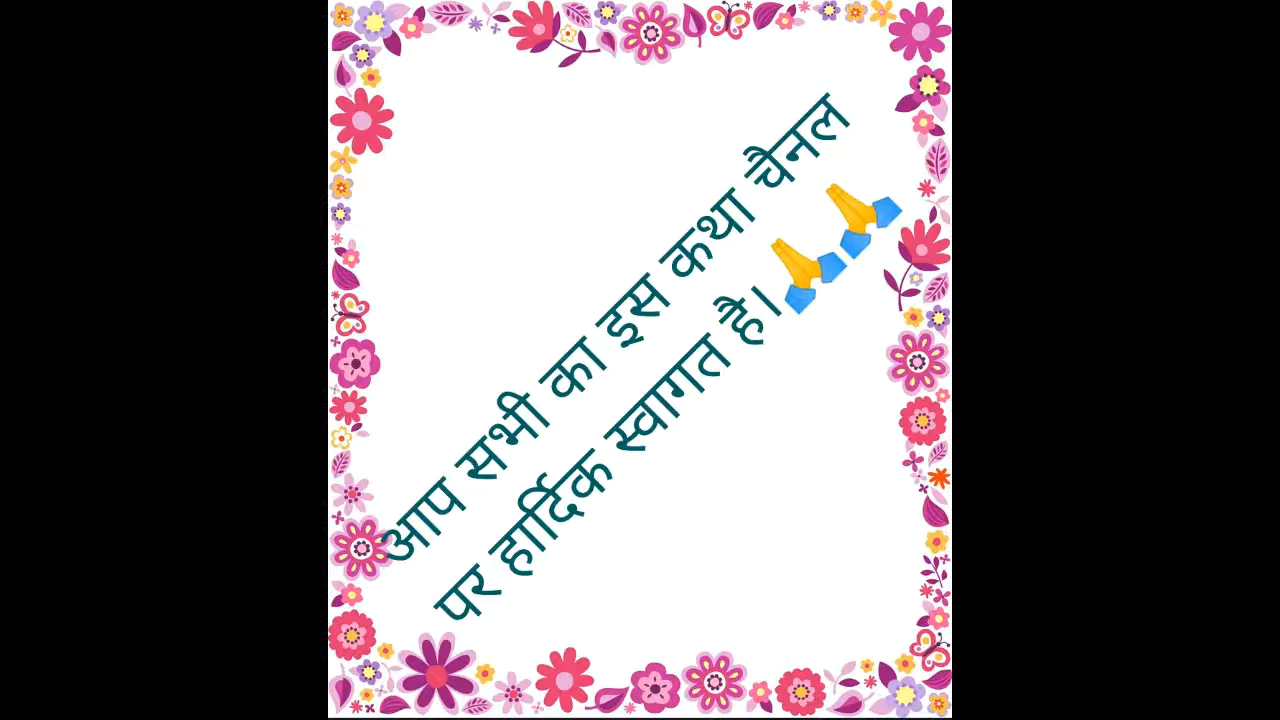 आप सभी का इस कथा चैनल
पर हार्दिक स्वागत है।🙏🙏